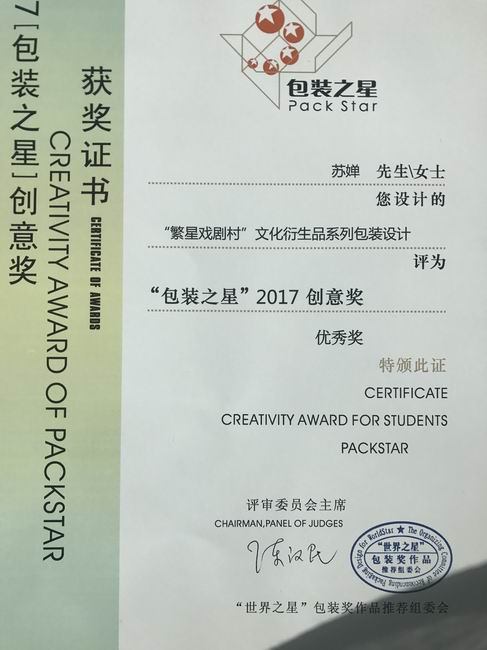 7[包装之星]创意奖
获奖证书
CERTIFICATE OF AWARDS
CREATIVITY AWARD OF PACKSTAR
包装之星
Pack Star
苏婵 先生\女士
您设计的
“繁星戏剧村”文化衍生品系列包装设计
评为
“包装之星”2017 创意奖
优秀奖
特颁此证
CERTIFICATE
CREATIVITY AWARD FOR STUDENTS
PACKSTAR
评审委员会主席
CHAIRMAN,PANEL OF JUDGES
“世界之星”
包装奖作品
推荐组委会
“世界之星”包装奖作品推荐组委会